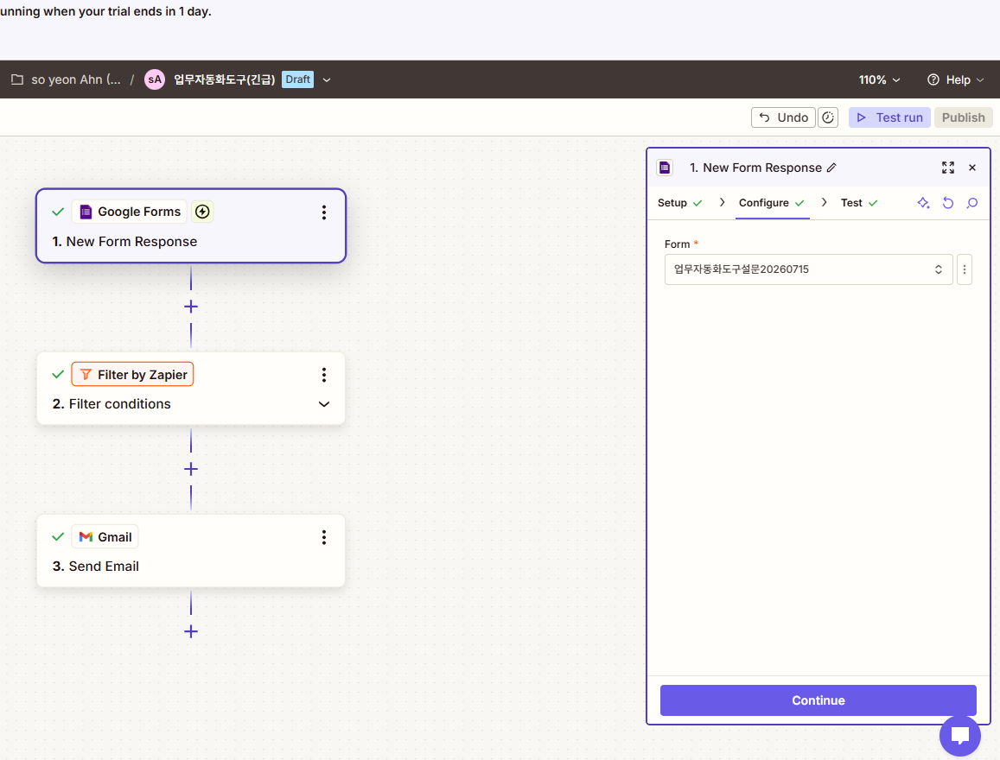 unning when your trial ends in 1 day.
so yeon Ahn (... / sA 업무자동화도구(긴급) Draft
110% Help
Undo Test run Publish
Google Forms
1. New Form Response
Filter by Zapier
2. Filter conditions
Gmail
3. Send Email
1. New Form Response
Setup Configure Test
Form *
업무자동화도구설문20260715
Continue